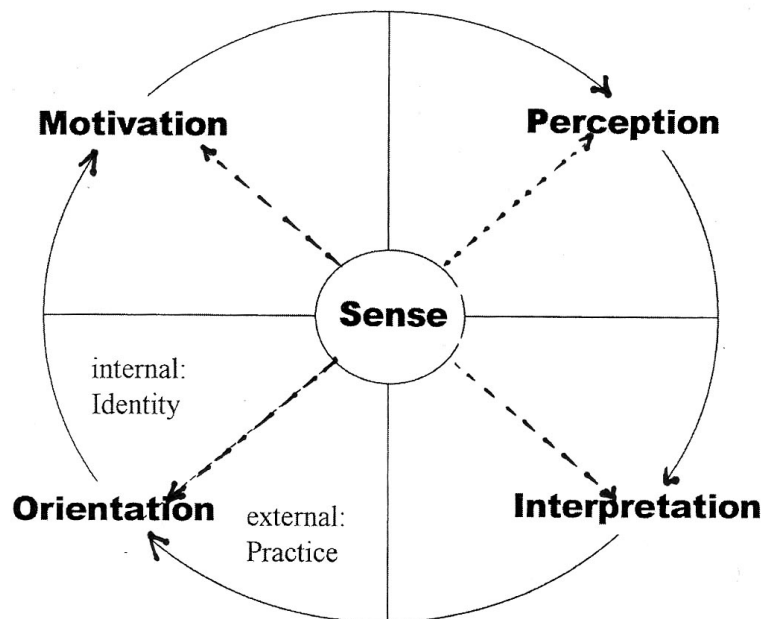 Motivation
Perception
Sense
internal:
Identity
Orientation
external:
Practice
Interpretation